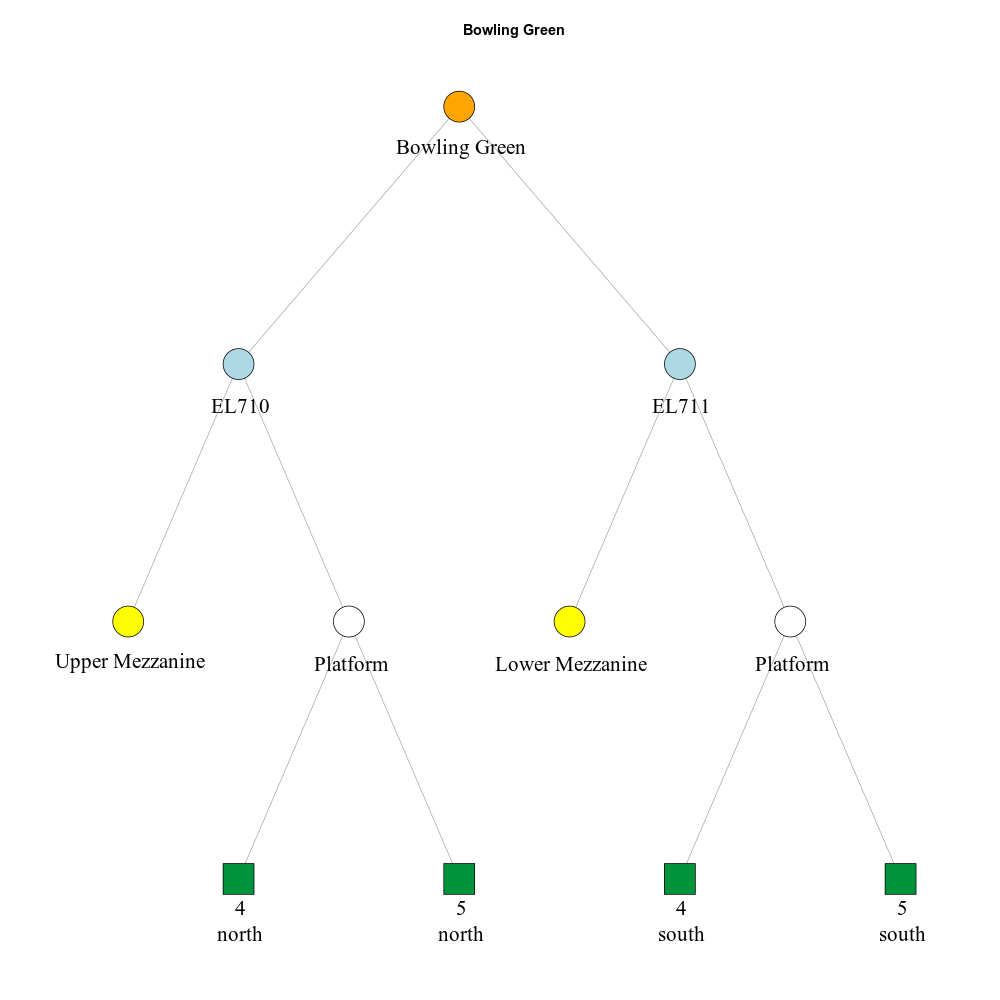 Bowling Green
Bowling Green
EL710
EL711
Upper Mezzanine
Platform
Lower Mezzanine
Platform
4
north
5
north
4
south
5
south